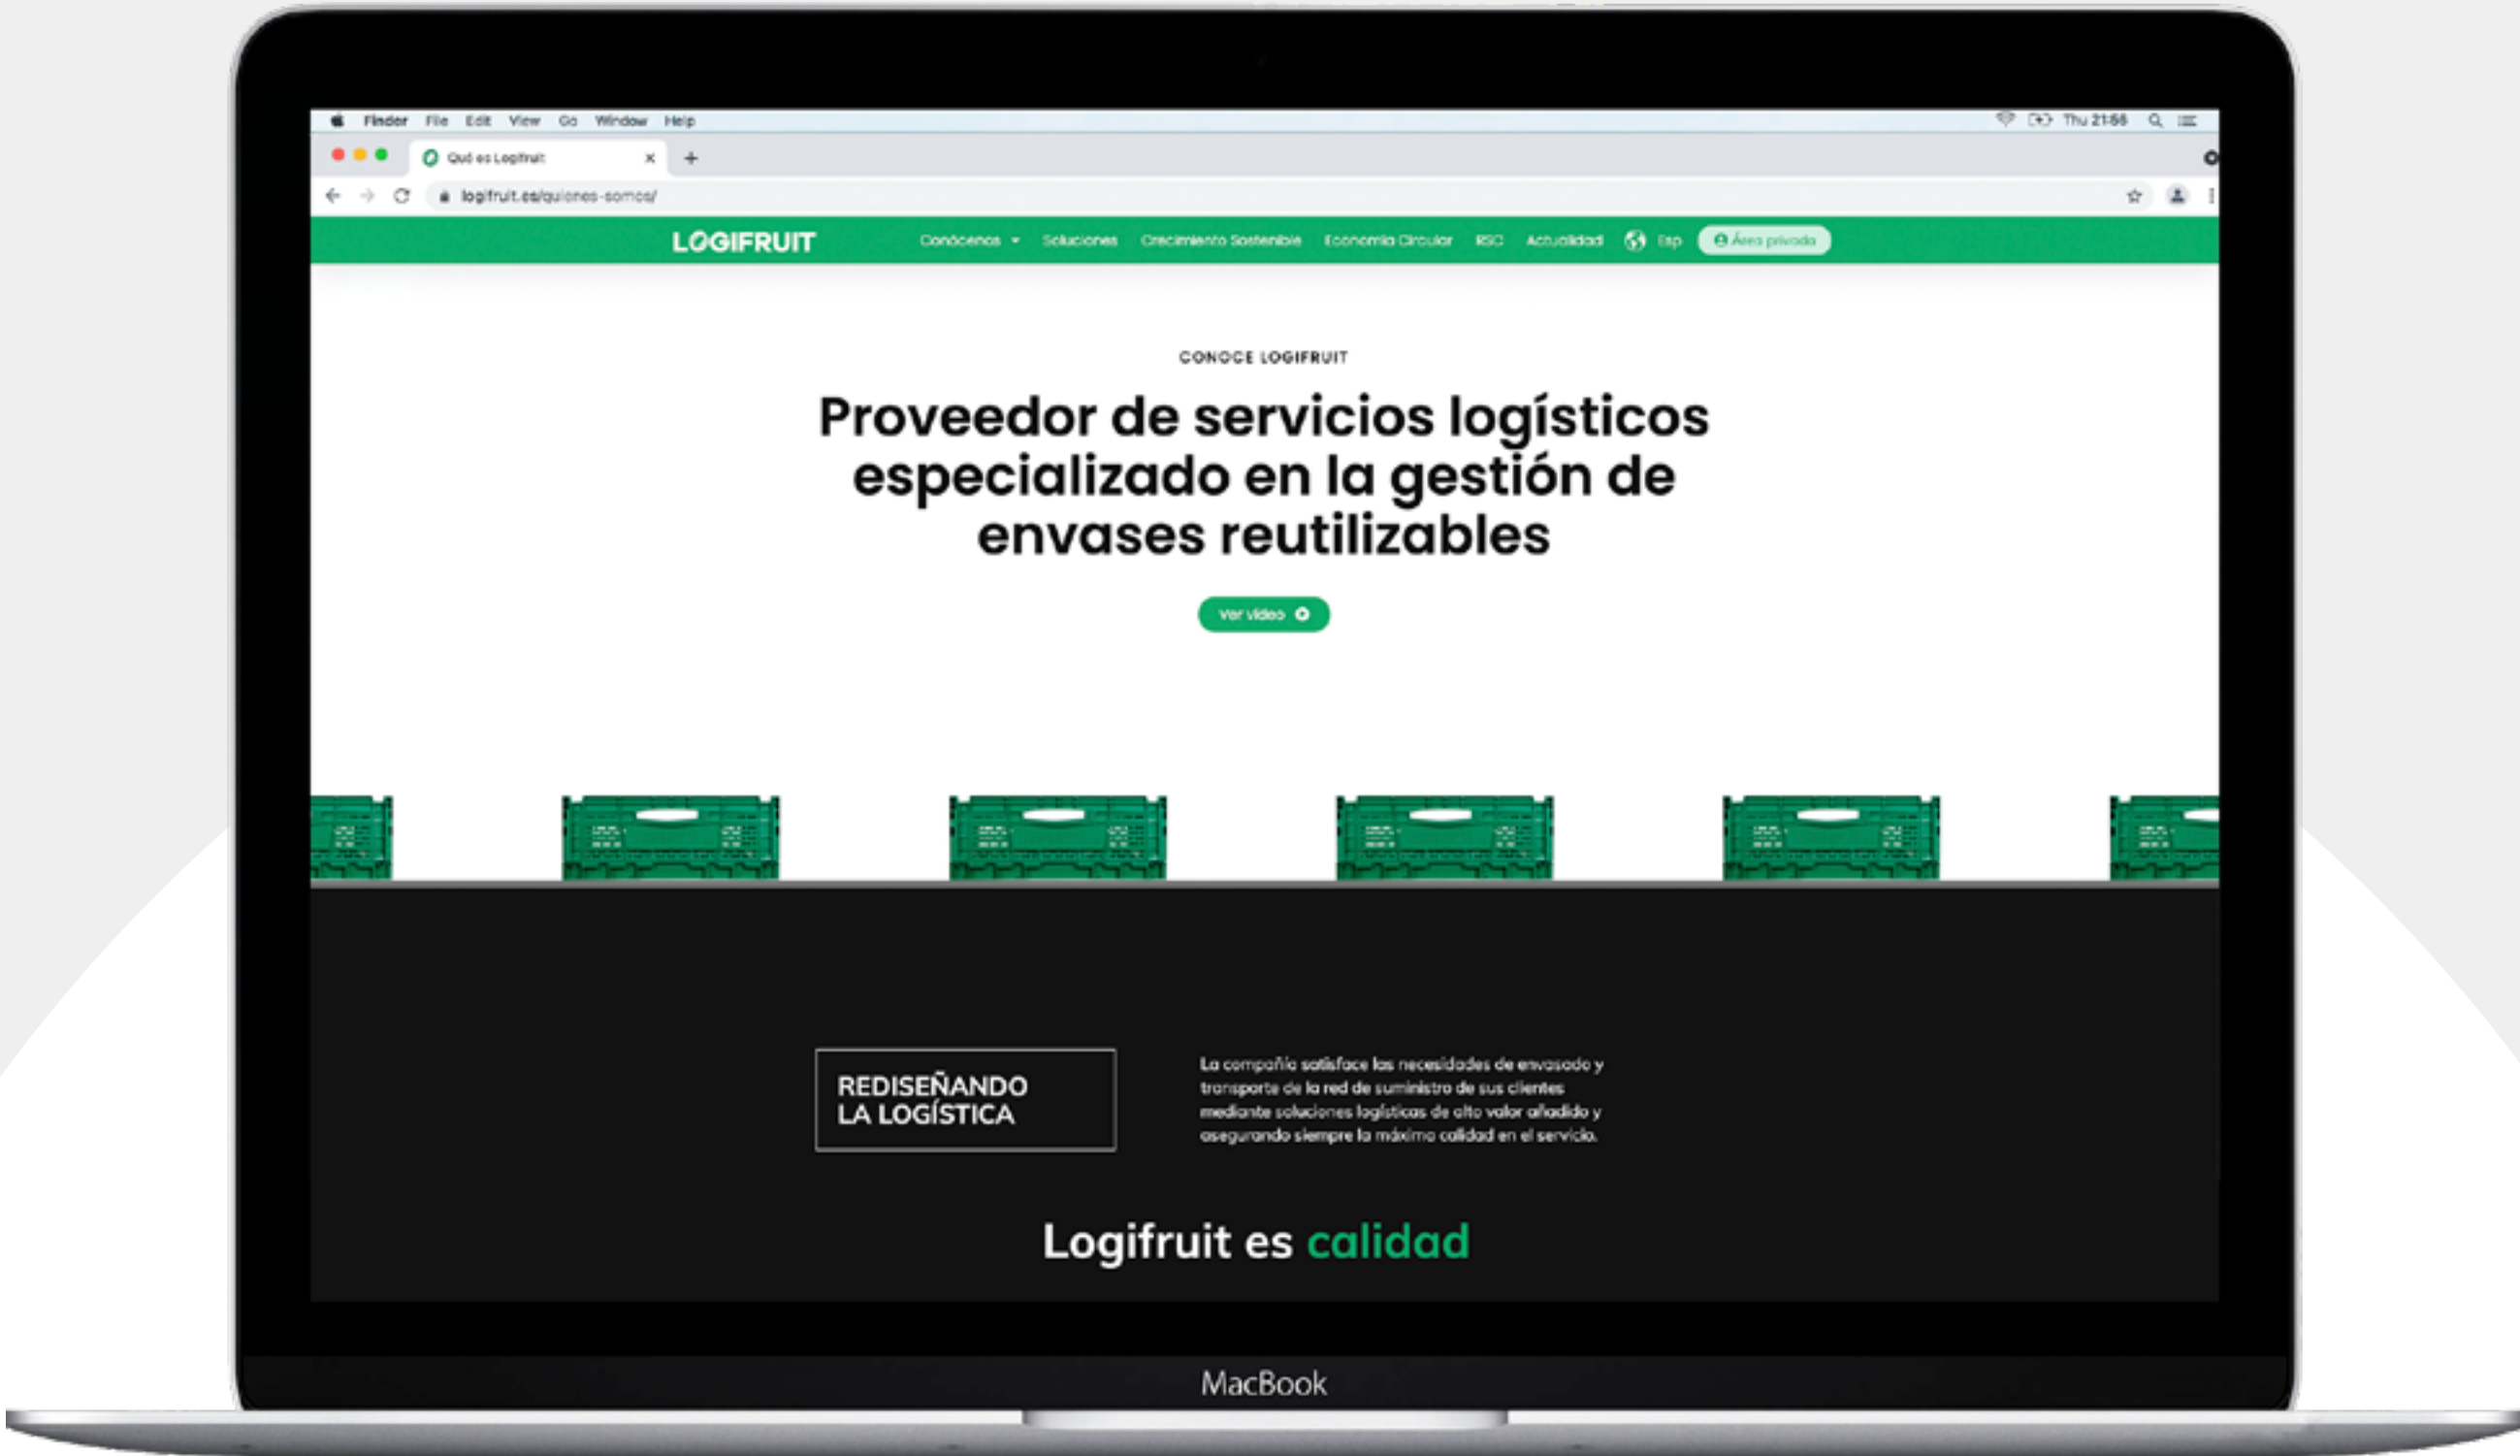 Finder File Edit View Go Window Help
Thu 21:56
Qué es Logifruit
logifruit.es/quienes-somos/
LOGIFRUIT
Conócenos Soluciones Crecimiento Sostenible Economía Circular RSC Actualidad Esp Área privada
CONOCE LOGIFRUIT
Proveedor de servicios logísticos
especializado en la gestión de
envases reutilizables
Ver vídeo
REDISEÑANDO
LA LOGÍSTICA
La compañía satisface las necesidades de envasado y
transporte de la red de suministro de sus clientes
mediante soluciones logísticas de alto valor añadido y
asegurando siempre la máxima calidad en el servicio.
Logifruit es calidad
MacBook